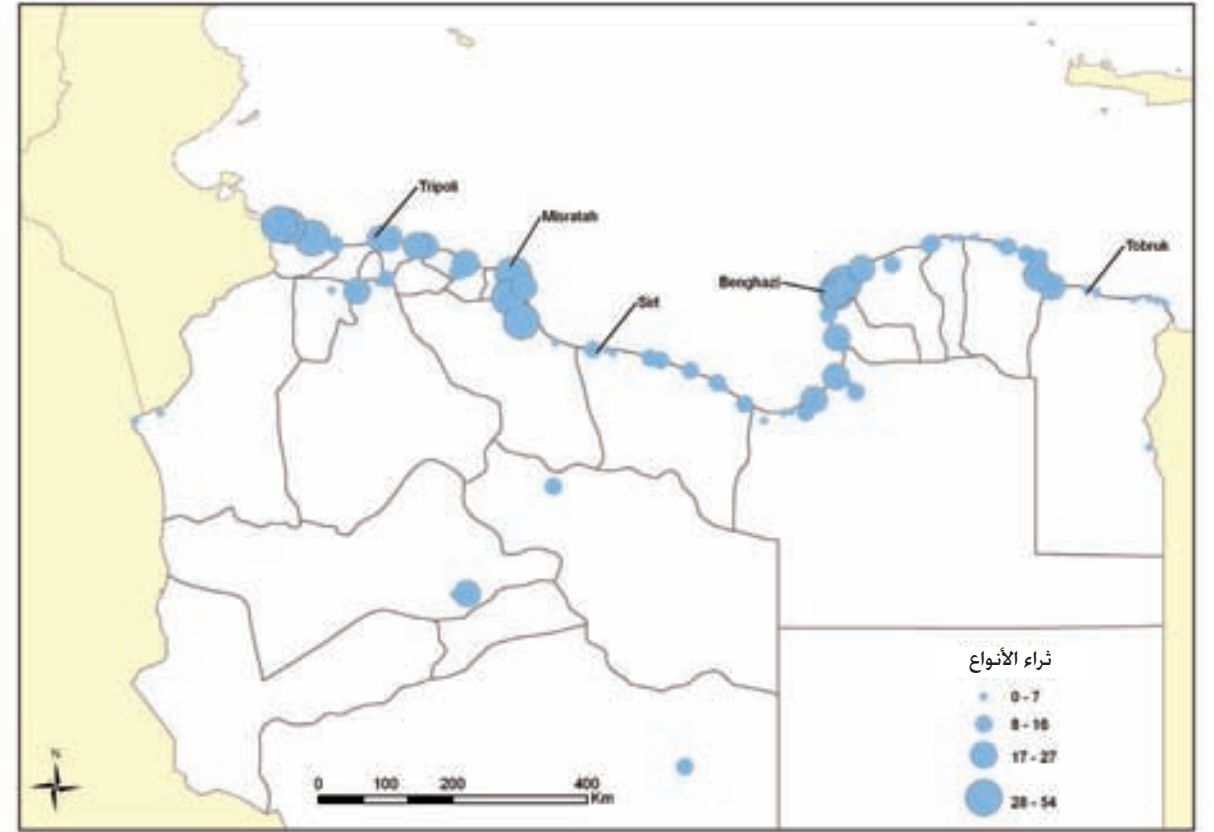 Tripoli
Misratah
Tobruk
Benghazi
Sirt
ثراء الأنواع
0 - 7
8 - 16
17 - 27
28 - 54
N
0 100 200 400
Km